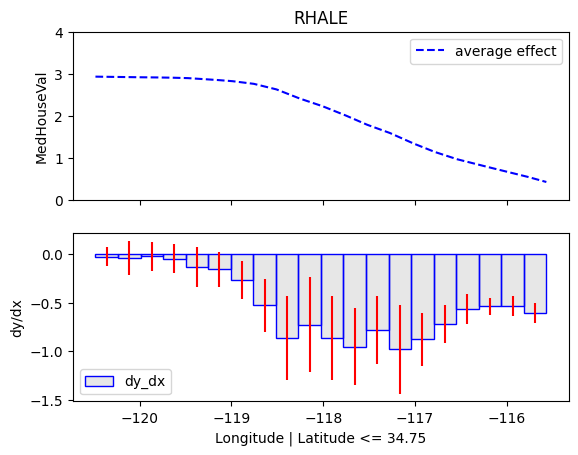 RHALE
4
3
2
1
0
MedHouseVal
average effect
0.0
−0.5
−1.0
−1.5
dy/dx
dy_dx
−120
−119
−118
−117
−116
Longitude | Latitude <= 34.75